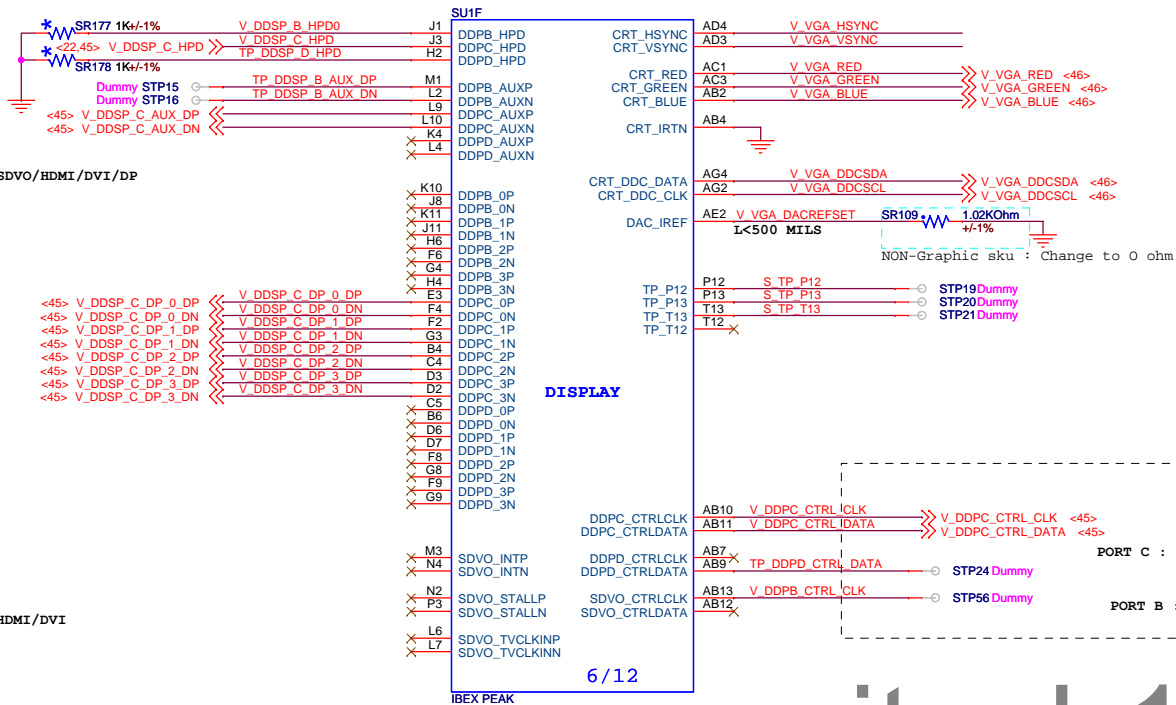 SU1F
* SR177 1K+/-1% V_DDSP_B_HPD0 J1 DDPB_HPD
<22,45> V_DDSP_C_HPD V_DDSP_C_HPD J3 DDPC_HPD
* SR178 1K+/-1% TP_DDSP_D_HPD H2 DDPD_HPD
Dummy STP15 TP_DDSP_B_AUX_DP M1 DDPB_AUXP
Dummy STP16 TP_DDSP_B_AUX_DN L2 DDPB_AUXN
<45> V_DDSP_C_AUX_DP L9 DDPC_AUXP
<45> V_DDSP_C_AUX_DN L10 DDPC_AUXN
K4 DDPD_AUXP
L4 DDPD_AUXN
SDVO/HDMI/DVI/DP
K10 DDPB_0P
J8 DDPB_0N
K11 DDPB_1P
J11 DDPB_1N
H6 DDPB_2P
F6 DDPB_2N
G4 DDPB_3P
H4 DDPB_3N
<45> V_DDSP_C_DP_0_DP V_DDSP_C_DP_0_DP E3 DDPC_0P
<45> V_DDSP_C_DP_0_DN V_DDSP_C_DP_0_DN F4 DDPC_0N
<45> V_DDSP_C_DP_1_DP V_DDSP_C_DP_1_DP F2 DDPC_1P
<45> V_DDSP_C_DP_1_DN V_DDSP_C_DP_1_DN G3 DDPC_1N
<45> V_DDSP_C_DP_2_DP V_DDSP_C_DP_2_DP B4 DDPC_2P
<45> V_DDSP_C_DP_2_DN V_DDSP_C_DP_2_DN C4 DDPC_2N
<45> V_DDSP_C_DP_3_DP V_DDSP_C_DP_3_DP D3 DDPC_3P
<45> V_DDSP_C_DP_3_DN V_DDSP_C_DP_3_DN D2 DDPC_3N
C5 DDPD_0P
B6 DDPD_0N
D6 DDPD_1P
D7 DDPD_1N
F8 DDPD_2P
G8 DDPD_2N
F9 DDPD_3P
G9 DDPD_3N
M3 SDVO_INTP
N4 SDVO_INTN
N2 SDVO_STALLP
P3 SDVO_STALLN
HDMI/DVI
L6 SDVO_TVCLKINP
L7 SDVO_TVCLKINN
DISPLAY
6/12
IBEX PEAK
CRT_HSYNC AD4 V_VGA_HSYNC
CRT_VSYNC AD3 V_VGA_VSYNC
CRT_RED AC1 V_VGA_RED V_VGA_RED <46>
CRT_GREEN AC3 V_VGA_GREEN V_VGA_GREEN <46>
CRT_BLUE AB2 V_VGA_BLUE V_VGA_BLUE <46>
CRT_IRTN AB4
CRT_DDC_DATA AG4 V_VGA_DDCSDA V_VGA_DDCSDA <46>
CRT_DDC_CLK AG2 V_VGA_DDCSCL V_VGA_DDCSCL <46>
DAC_IREF AE2 V_VGA_DACREFSET SR109 * 1.02KOhm
L<500 MILS +/-1%
NON-Graphic sku : Change to 0 ohm
TP_P12 P12 S_TP_P12 STP19 Dummy
TP_P13 P13 S_TP_P13 STP20 Dummy
TP_T13 T13 S_TP_T13 STP21 Dummy
TP_T12 T12
DDPC_CTRLCLK AB10 V_DDPC_CTRL_CLK V_DDPC_CTRL_CLK <45>
DDPC_CTRLDATA AB11 V_DDPC_CTRL_DATA V_DDPC_CTRL_DATA <45>
PORT C :
DDPD_CTRLCLK AB7
DDPD_CTRLDATA AB9 TP_DDPD_CTRL_DATA STP24 Dummy
SDVO_CTRLCLK AB13 V_DDPB_CTRL_CLK STP56 Dummy
SDVO_CTRLDATA AB12
PORT B :